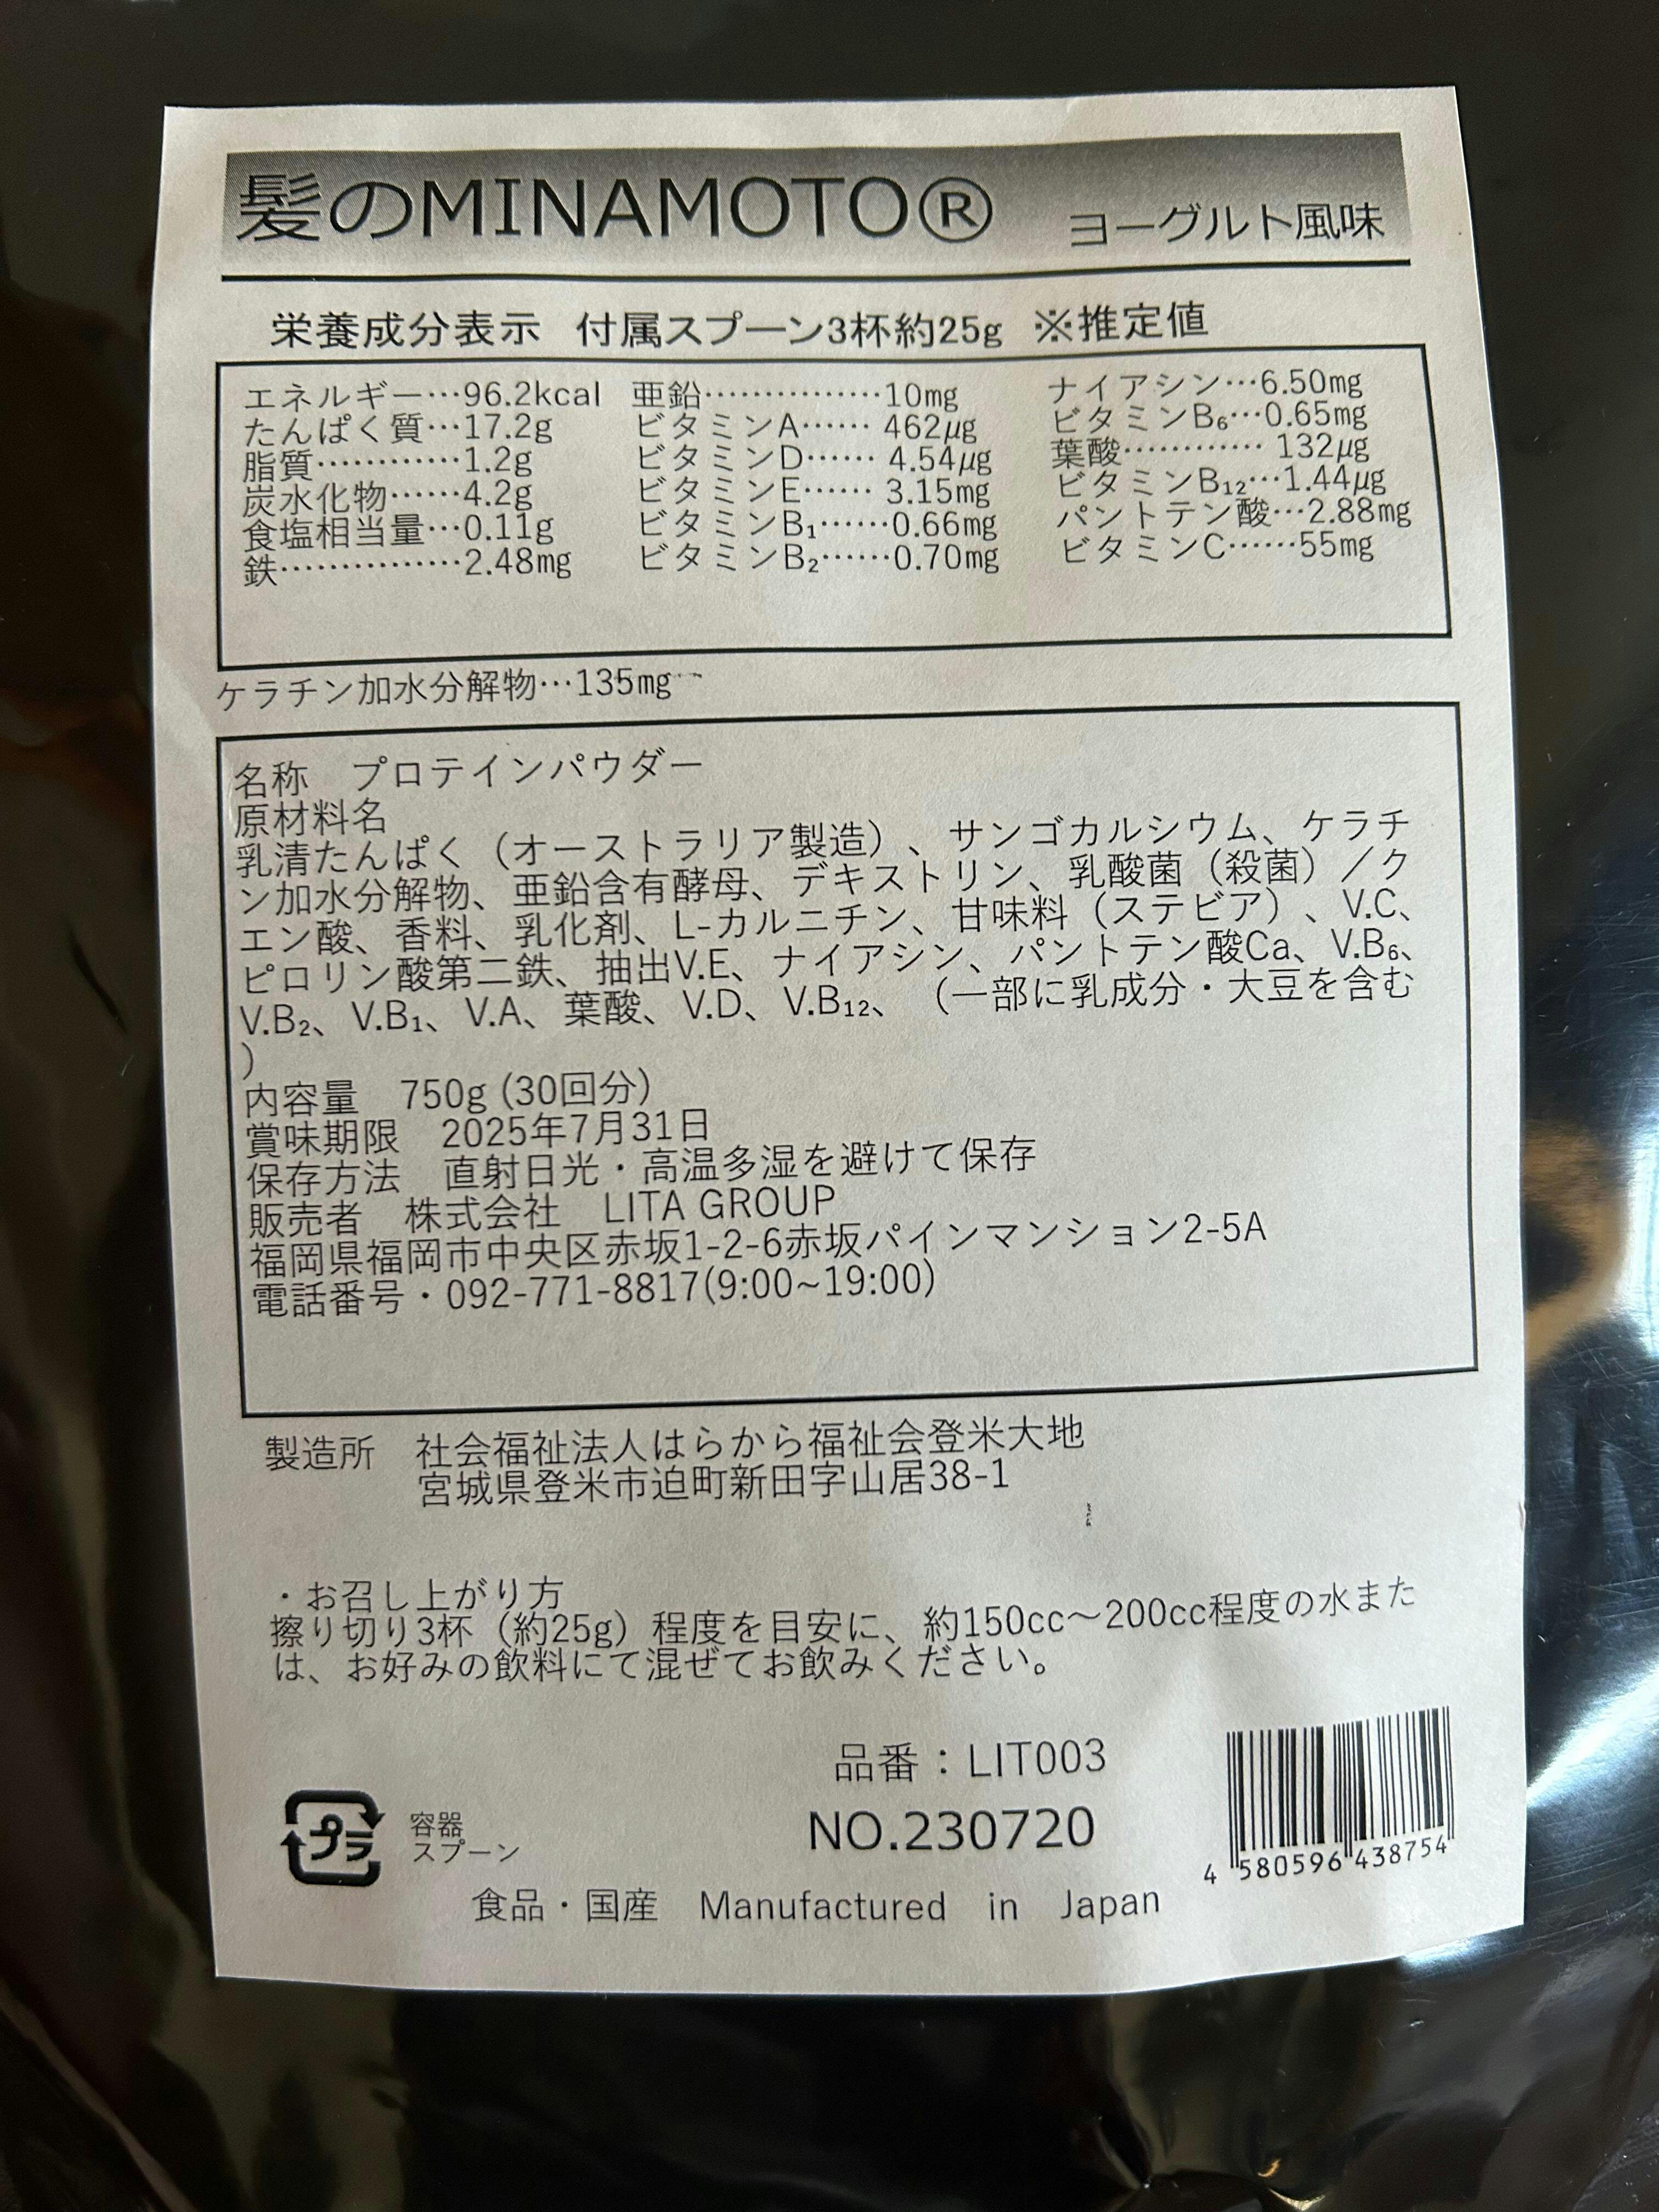 髪のMINAMOTO® ヨーグルト風味
栄養成分表示 付属スプーン3杯約25g ※推定値
エネルギー…96.2kcal
たんぱく質…17.2g
脂質…………1.2g
炭水化物……4.2g
食塩相当量…0.11g
鉄……………2.48mg
亜鉛……………10mg
ビタミンA…… 462μg
ビタミンD…… 4.54μg
ビタミンE…… 3.15mg
ビタミンB₁……0.66mg
ビタミンB₂……0.70mg
ナイアシン…6.50mg
ビタミンB₆…0.65mg
葉酸………… 132μg
ビタミンB₁₂…1.44μg
パントテン酸…2.88mg
ビタミンC……55mg
ケラチン加水分解物…135mg
名称 プロテインパウダー
原材料名
乳清たんぱく（オーストラリア製造）、サンゴカルシウム、ケラチ
ン加水分解物、亜鉛含有酵母、デキストリン、乳酸菌（殺菌）／ク
エン酸、香料、乳化剤、L-カルニチン、甘味料（ステビア）、V.C、
ピロリン酸第二鉄、抽出V.E、ナイアシン、パントテン酸Ca、V.B₆、
V.B₂、V.B₁、V.A、葉酸、V.D、V.B₁₂、（一部に乳成分・大豆を含む
）
内容量 750g (30回分)
賞味期限 2025年7月31日
保存方法 直射日光・高温多湿を避けて保存
販売者 株式会社 LITA GROUP
福岡県福岡市中央区赤坂1-2-6赤坂パインマンション2-5A
電話番号・092-771-8817(9:00~19:00)
製造所 社会福祉法人はらから福祉会登米大地
宮城県登米市迫町新田字山居38-1
・お召し上がり方
擦り切り3杯（約25g）程度を目安に、約150cc～200cc程度の水また
は、お好みの飲料にて混ぜてお飲みください。
品番：LIT003
NO.230720
プラ 容器
スプーン
4 580596 438754
食品・国産 Manufactured in Japan